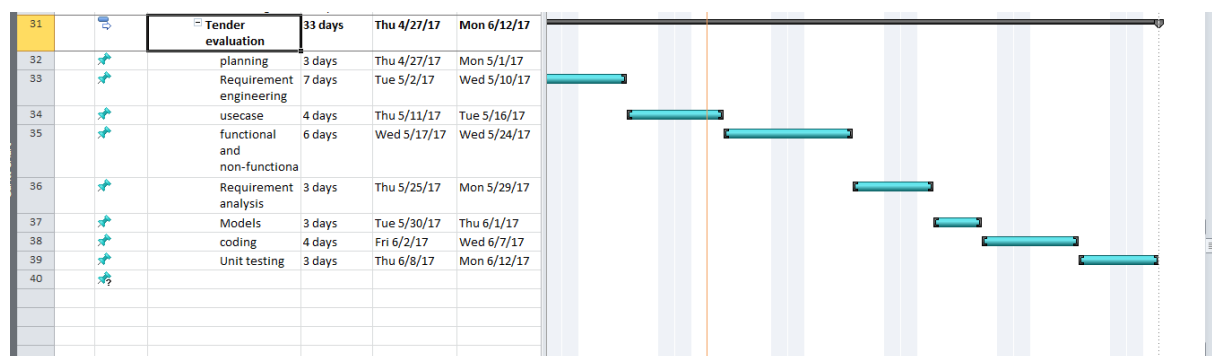 31 Tender 33 days Thu 4/27/17 Mon 6/12/17
evaluation
32 planning 3 days Thu 4/27/17 Mon 5/1/17
33 Requirement 7 days Tue 5/2/17 Wed 5/10/17
engineering
34 usecase 4 days Thu 5/11/17 Tue 5/16/17
35 functional 6 days Wed 5/17/17 Wed 5/24/17
and
non-functiona
36 Requirement 3 days Thu 5/25/17 Mon 5/29/17
analysis
37 Models 3 days Tue 5/30/17 Thu 6/1/17
38 coding 4 days Fri 6/2/17 Wed 6/7/17
39 Unit testing 3 days Thu 6/8/17 Mon 6/12/17
40 ?